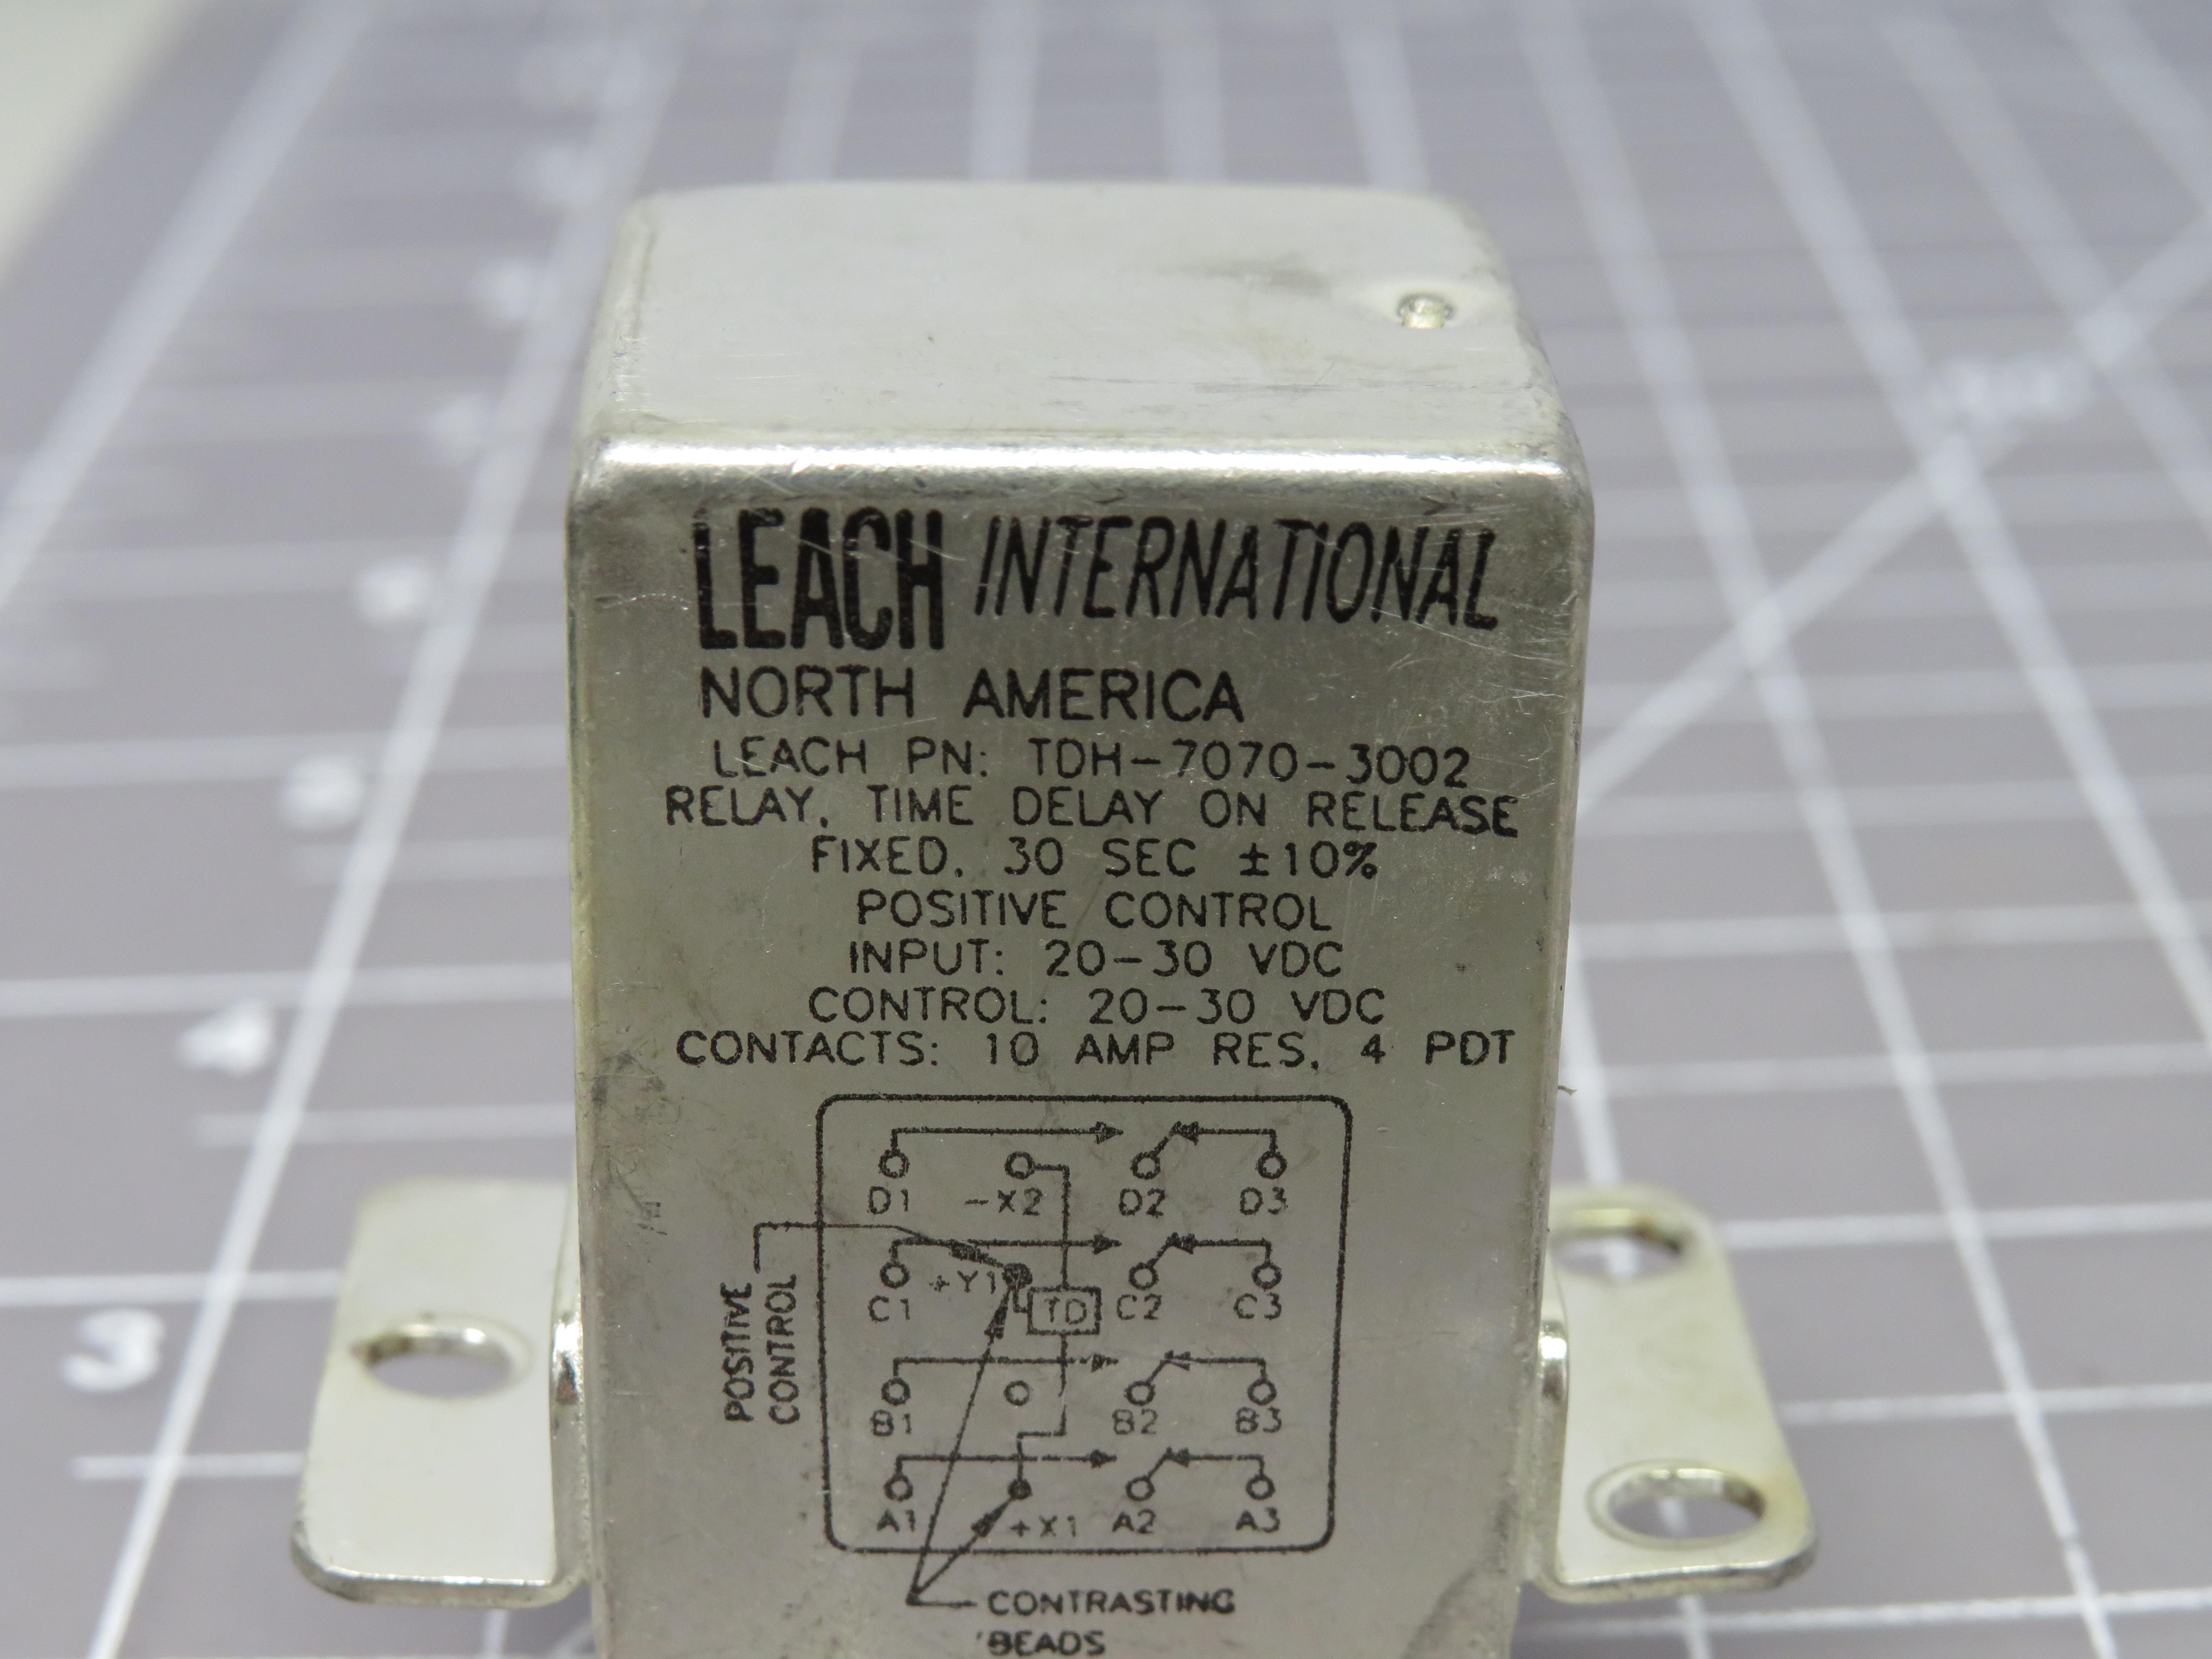 LEACH INTERNATIONAL
NORTH AMERICA
LEACH PN: TDH-7070-3002
RELAY, TIME DELAY ON RELEASE
FIXED, 30 SEC ±10%
POSITIVE CONTROL
INPUT: 20-30 VDC
CONTROL: 20-30 VDC
CONTACTS: 10 AMP RES, 4 PDT
D1 -X2 D2 D3
POSITIVE
CONTROL
+Y1
C1 TD C2 C3
B1 B2 B3
A1 +X1 A2 A3
CONTRASTING
BEADS
4
3